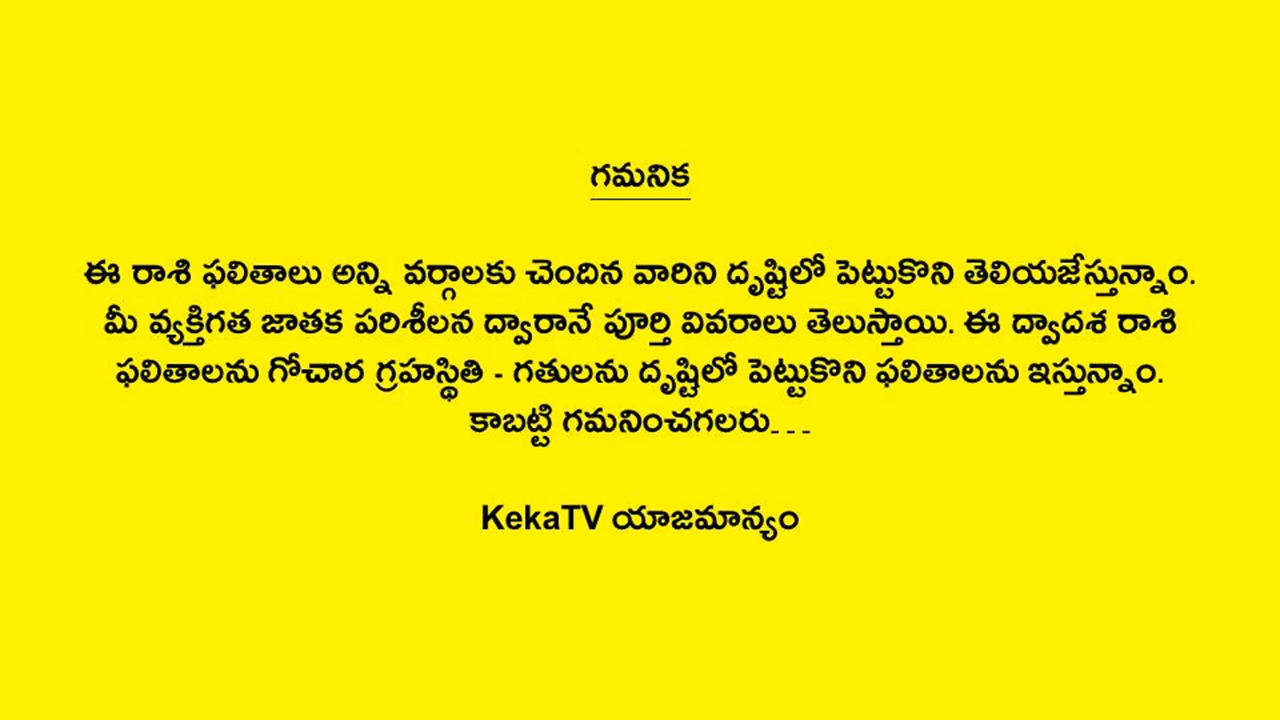 గమనిక
ఈ రాశి ఫలితాలు అన్ని వర్గాలకు చెందిన వారిని దృష్టిలో పెట్టుకొని తెలియజేస్తున్నాం.
మీ వ్యక్తిగత జాతక పరిశీలన ద్వారానే పూర్తి వివరాలు తెలుస్తాయి. ఈ ద్వాదశ రాశి
ఫలితాలను గోచార గ్రహస్థితి - గతులను దృష్టిలో పెట్టుకొని ఫలితాలను ఇస్తున్నాం.
కాబట్టి గమనించగలరు...
KekaTV యాజమాన్యం